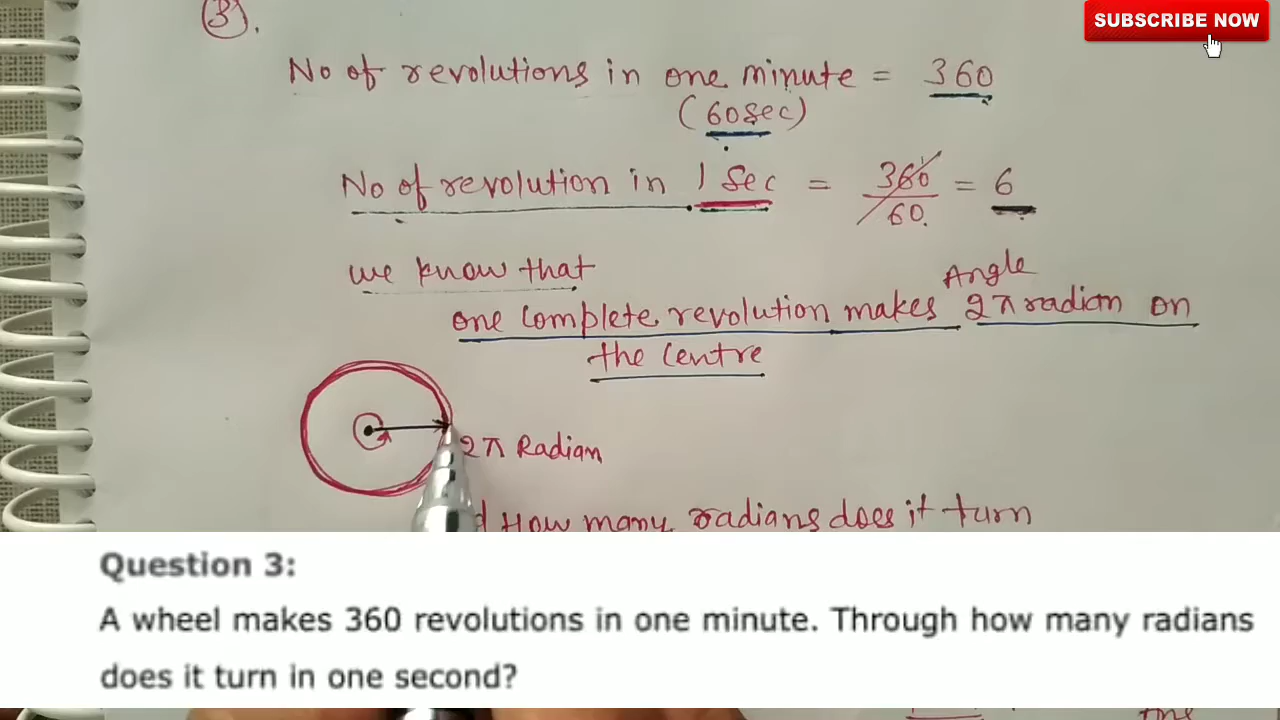 SUBSCRIBE NOW
(3).
No of revolutions in one minute = 360
(60sec)
No of revolution in 1 Sec = 360/60 = 6
we know that
one complete revolution makes Angle 2π radian on
the centre
2π Radian
How many radians does it turn
Question 3:
A wheel makes 360 revolutions in one minute. Through how many radians
does it turn in one second?
the